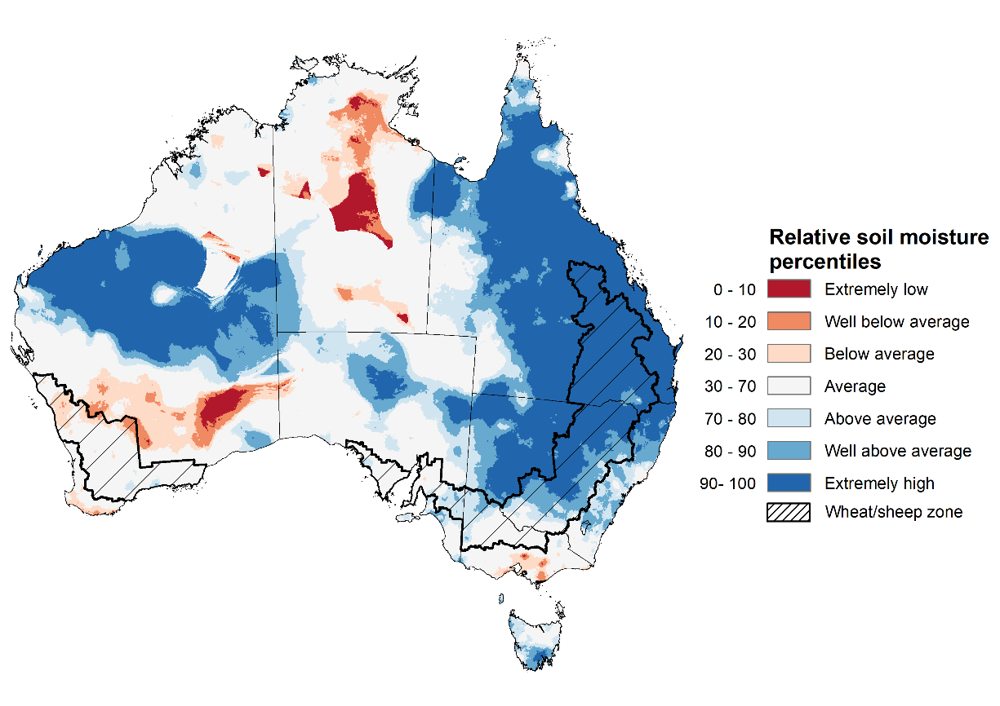 Relative soil moisture
percentiles
0 - 10 Extremely low
10 - 20 Well below average
20 - 30 Below average
30 - 70 Average
70 - 80 Above average
80 - 90 Well above average
90- 100 Extremely high
Wheat/sheep zone